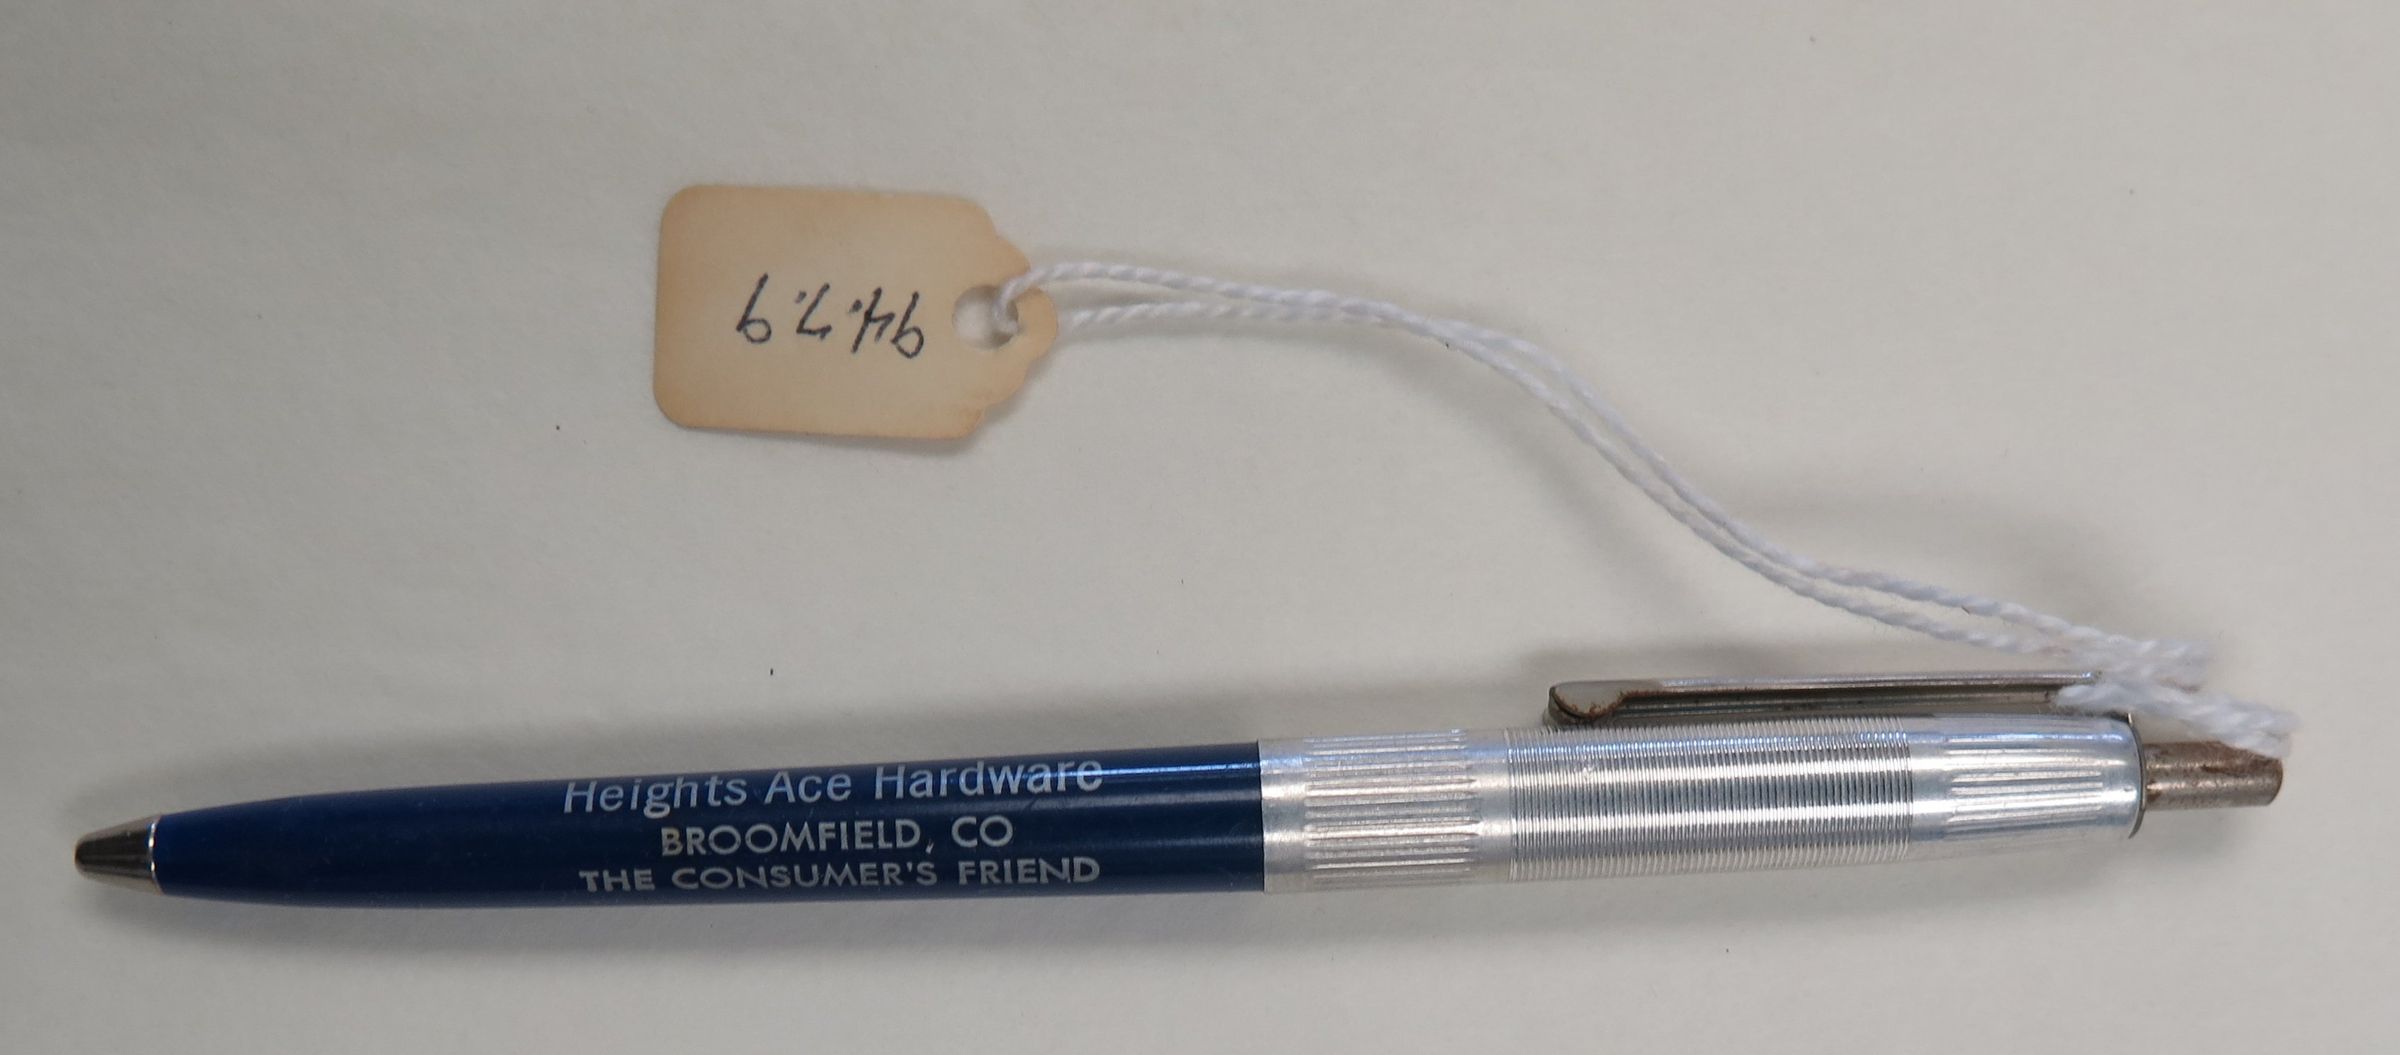 94.7.9
Heights Ace Hardware
BROOMFIELD, CO
THE CONSUMER'S FRIEND